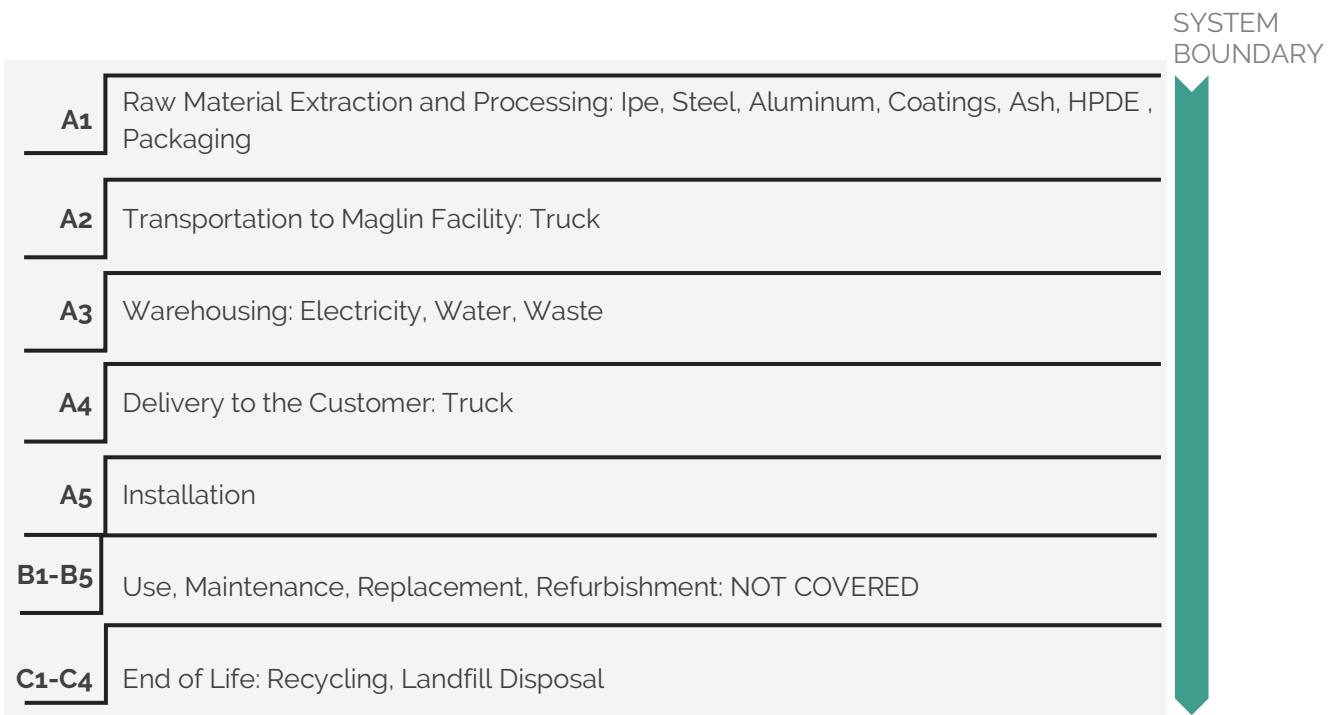 SYSTEM
BOUNDARY
A1
Raw Material Extraction and Processing: Ipe, Steel, Aluminum, Coatings, Ash, HPDE ,
Packaging
A2
Transportation to Maglin Facility: Truck
A3
Warehousing: Electricity, Water, Waste
A4
Delivery to the Customer: Truck
A5
Installation
B1-B5
Use, Maintenance, Replacement, Refurbishment: NOT COVERED
C1-C4
End of Life: Recycling, Landfill Disposal